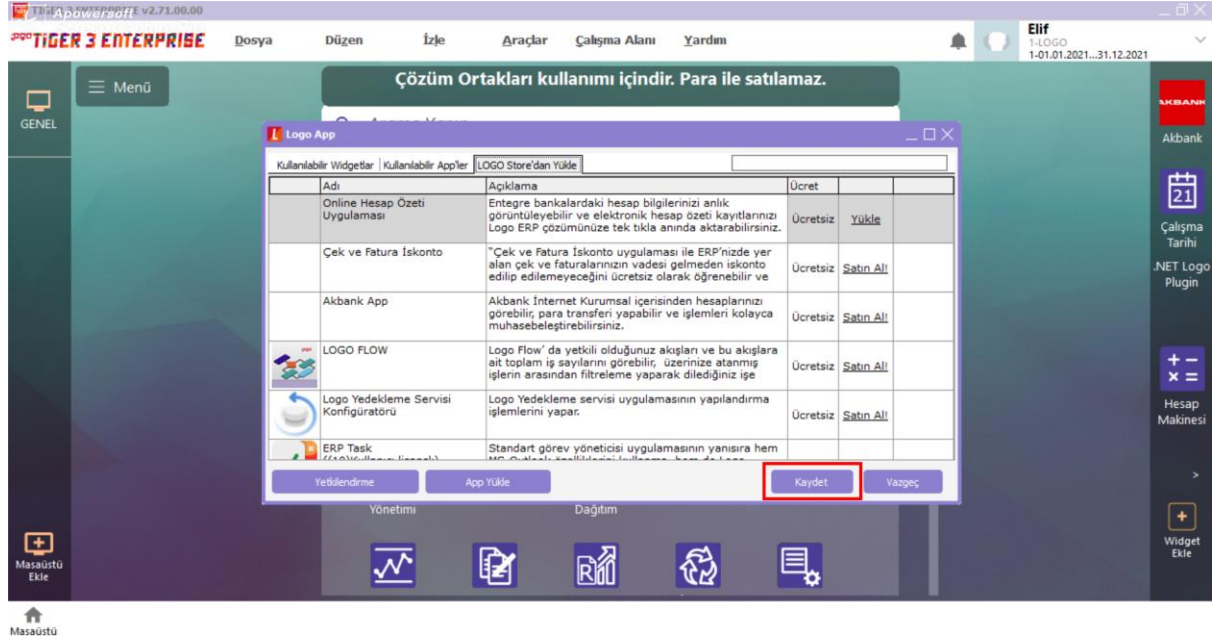 TIGER 3 ENTERPRISE v2.71.00.00
Apowersoft
TIGER 3 ENTERPRISE
Dosya Düzen İzle Araçlar Çalışma Alanı Yardım
Elif
1-LOGO
1-01.01.2021...31.12.2021
Çözüm Ortakları kullanımı içindir. Para ile satılamaz.
Menü
GENEL
Logo App
Kullanılabilir Widgetlar Kullanılabilir App'ler LOGO Store'dan Yükle
Adı Açıklama Ücret
Online Hesap Özeti
Uygulaması
Entegre bankalardaki hesap bilgilerinizi anlık
görüntüleyebilir ve elektronik hesap özeti kayıtlarınızı
Logo ERP çözümünüze tek tıkla anında aktarabilirsiniz.
Ücretsiz Yükle
Çek ve Fatura İskonto
"Çek ve Fatura İskonto uygulaması ile ERP'nizde yer
alan çek ve faturalarınızın vadesi gelmeden iskonto
edilip edilemeyeceğini ücretsiz olarak öğrenebilir ve
Ücretsiz Satın Al!
Akbank App
Akbank İnternet Kurumsal içerisinden hesaplarınızı
görebilir, para transferi yapabilir ve işlemleri kolayca
muhasebeleştirebilirsiniz.
Ücretsiz Satın Al!
LOGO FLOW
Logo Flow' da yetkili olduğunuz akışları ve bu akışlara
ait toplam iş sayılarını görebilir, üzerinize atanmış
işlerin arasından filtreleme yaparak dilediğiniz işe
Ücretsiz Satın Al!
Logo Yedekleme Servisi
Konfigüratörü
Logo Yedekleme servisi uygulamasının yapılandırma
işlemlerini yapar.
Ücretsiz Satın Al!
ERP Task
Standart görev yöneticisi uygulamasının yanısıra hem
Yetkilendirme App Yükle Kaydet Vazgeç
Yönetimi Dağıtım
AKBANK
Akbank
21
Çalışma
Tarihi
.NET Logo
Plugin
Hesap
Makinesi
>
Widget
Ekle
Masaüstü
Ekle
Masaüstü